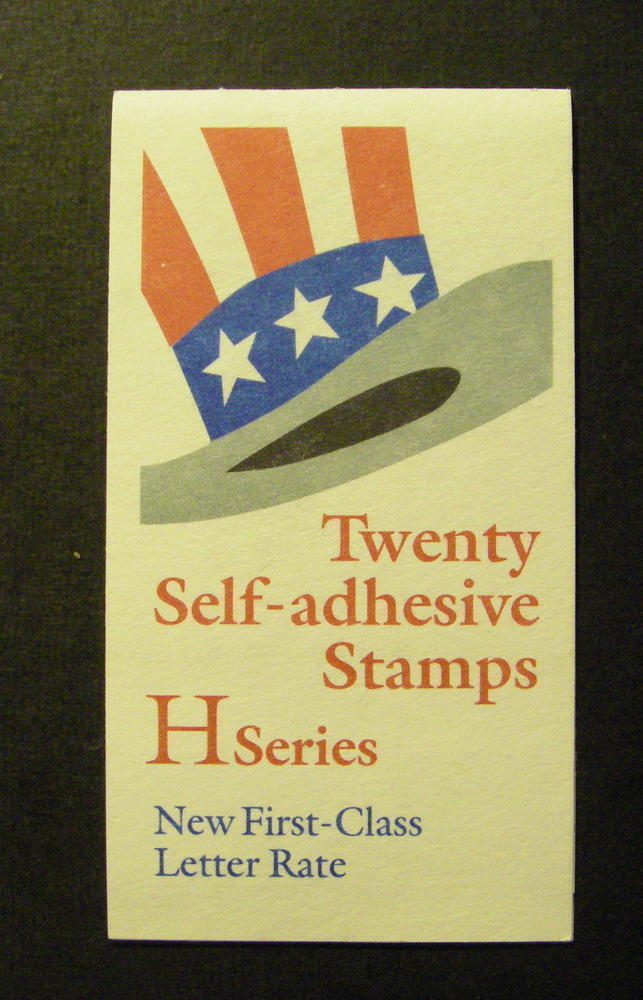 Twenty
Self-adhesive
Stamps
H Series
New First-Class
Letter Rate